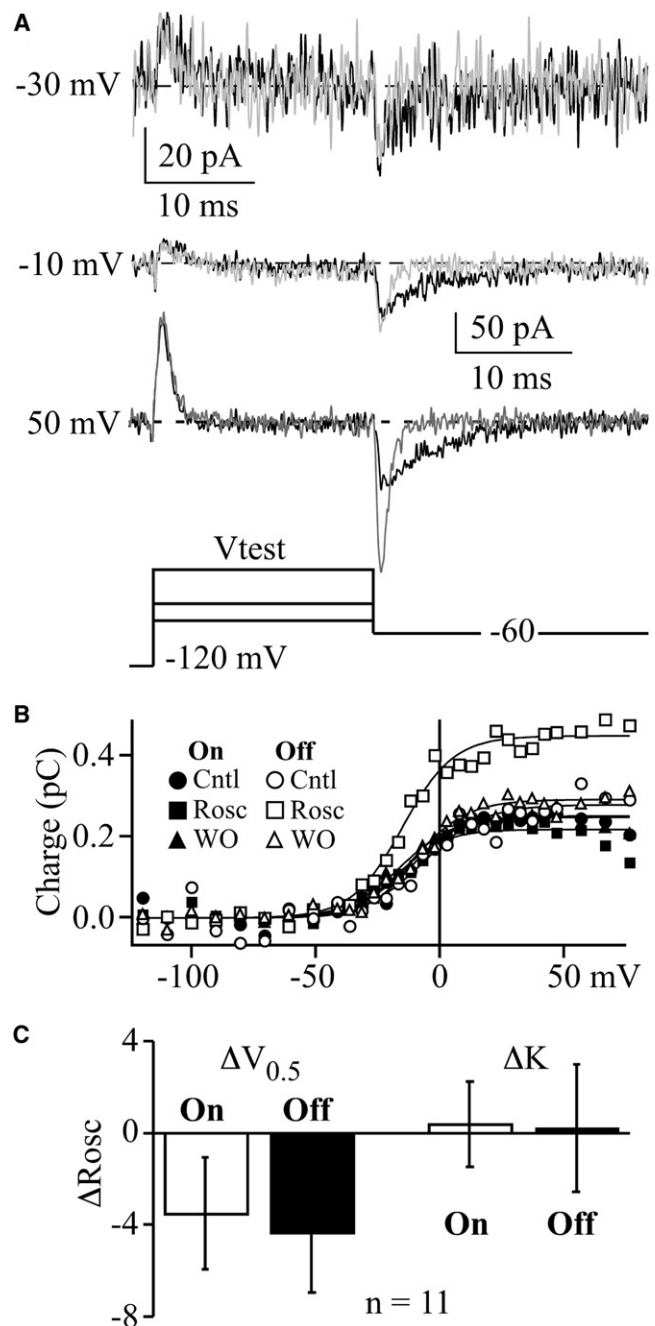 A
-30 mV
20 pA
10 ms
-10 mV
50 pA
10 ms
50 mV
Vtest
-120 mV
-60
B
Charge (pC)
0.4
0.2
0.0
On Off
Cntl Cntl
Rosc Rosc
WO WO
-100 -50 0 50 mV
C
ΔRosc
4
0
-4
-8
ΔV0.5 ΔK
On Off
On Off
n = 11